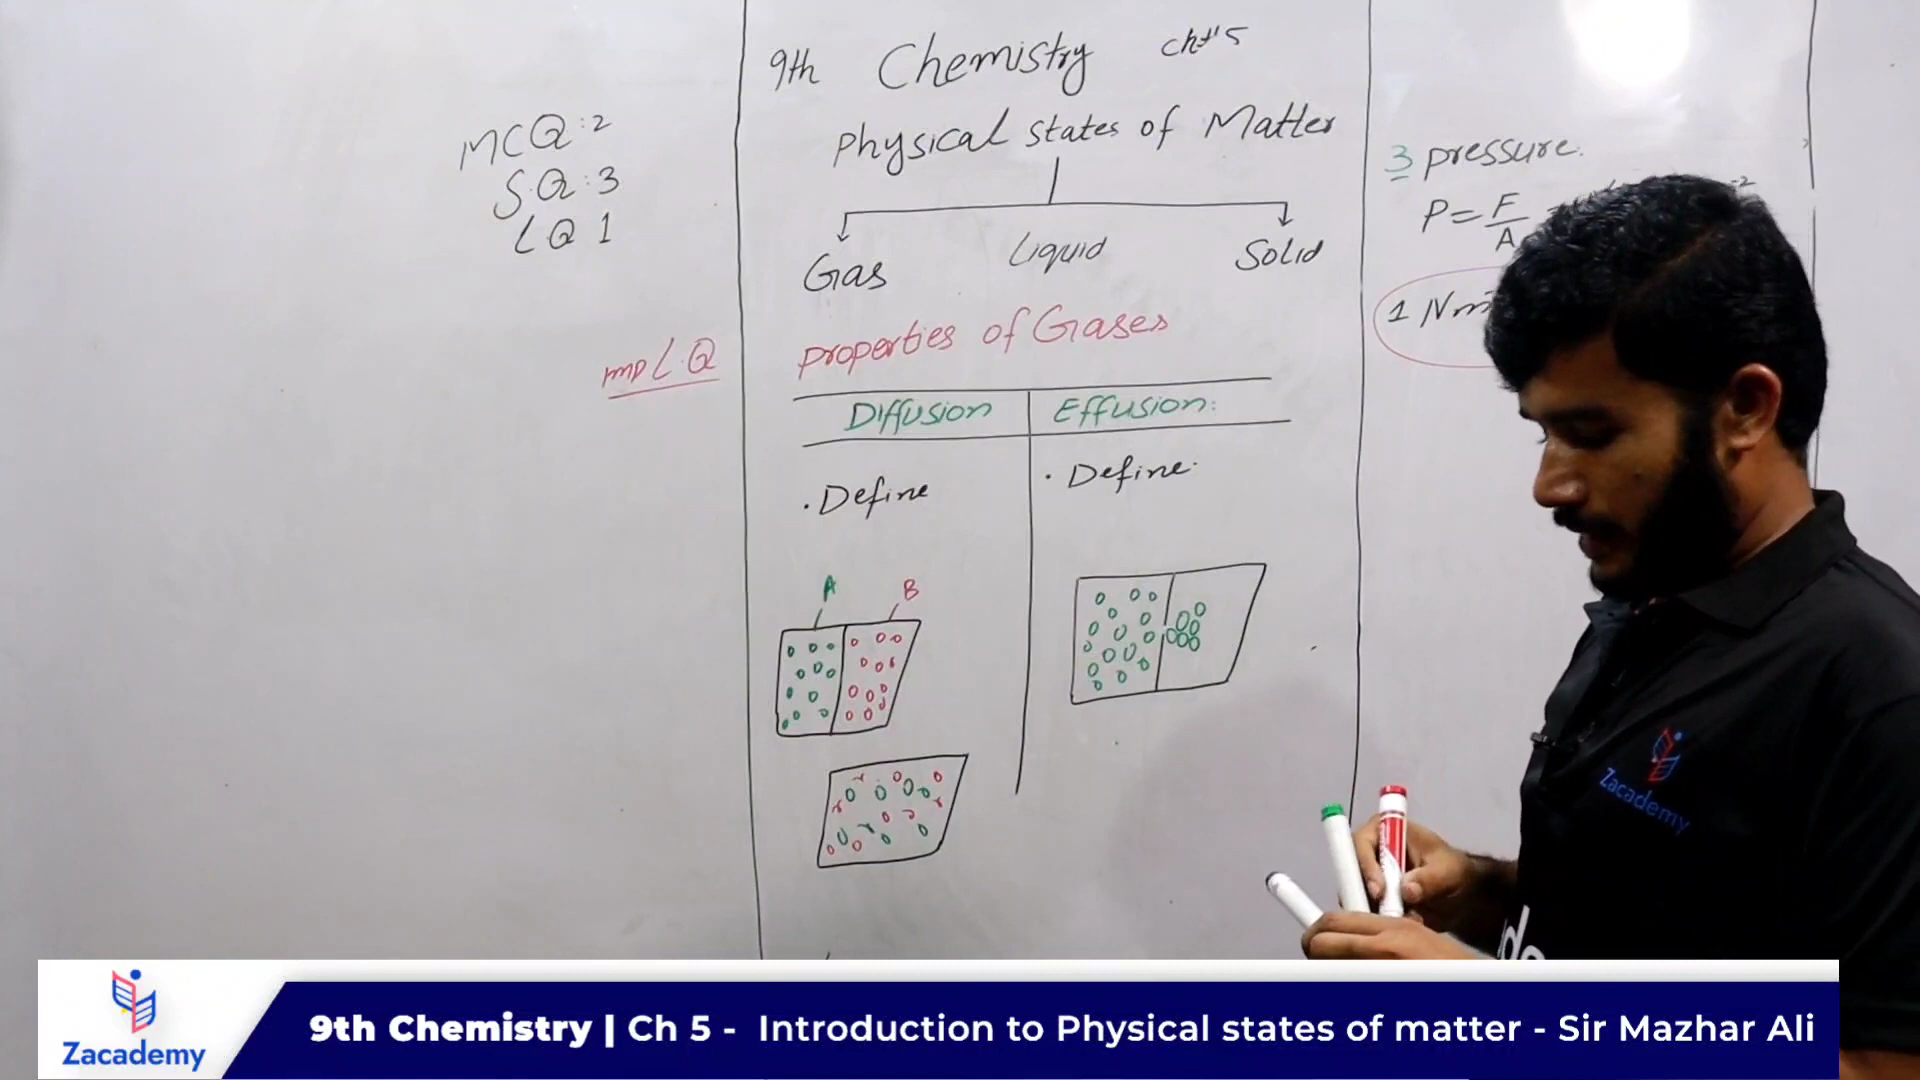 9th Chemistry ch#5
Physical states of Matter
Gas Liquid Solid
MCQ:2
S.Q:3
LQ 1
imp L.Q
properties of Gases
Diffusion Effusion:
. Define
. Define.
A B
3 pressure.
P = F
A
1 Nm
Zacademy
Zacademy
9th Chemistry | Ch 5 - Introduction to Physical states of matter - Sir Mazhar Ali